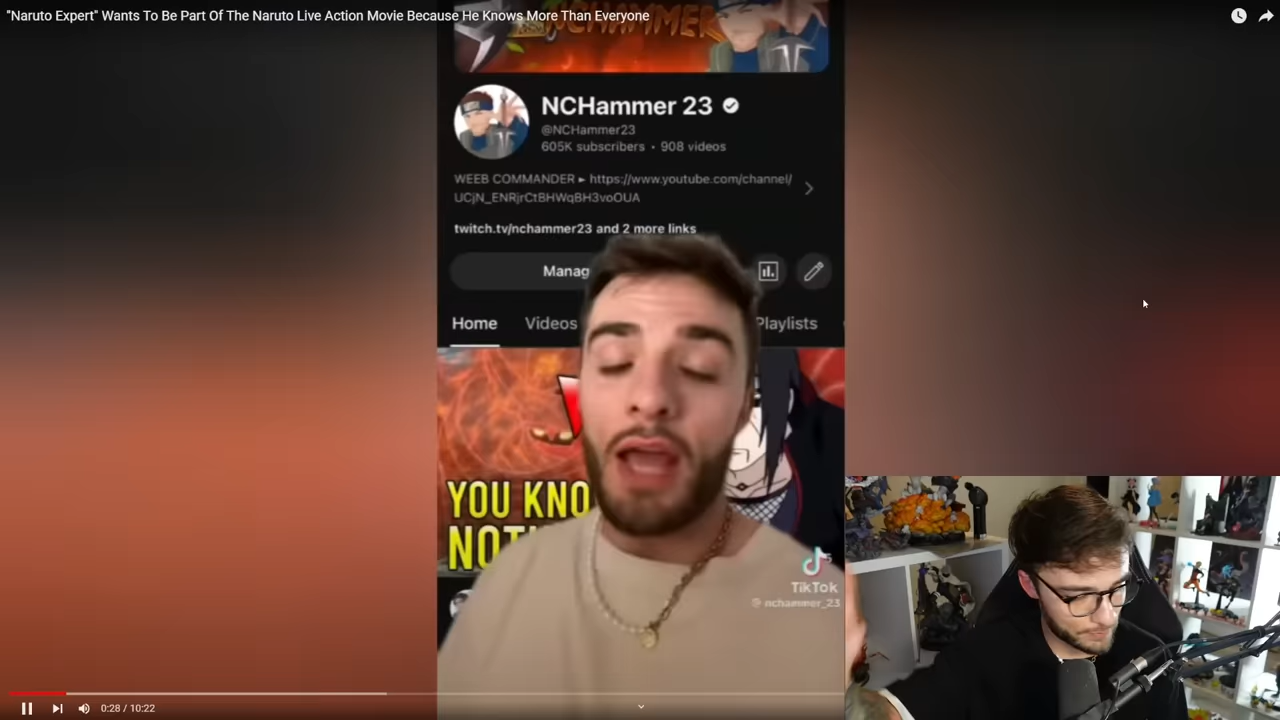 "Naruto Expert" Wants To Be Part Of The Naruto Live Action Movie Because He Knows More Than Everyone
NCHAMMER
NCHammer 23
@NCHammer23
605K subscribers • 908 videos
WEEB COMMANDER ► https://www.youtube.com/channel/
UCjN_ENRjrCtBHWqBH3voOUA
twitch.tv/nchammer23 and 2 more links
Manag
Home Videos Playlists
YOU KNO
NOT
TikTok
@nchammer_23
0:28 / 10:22